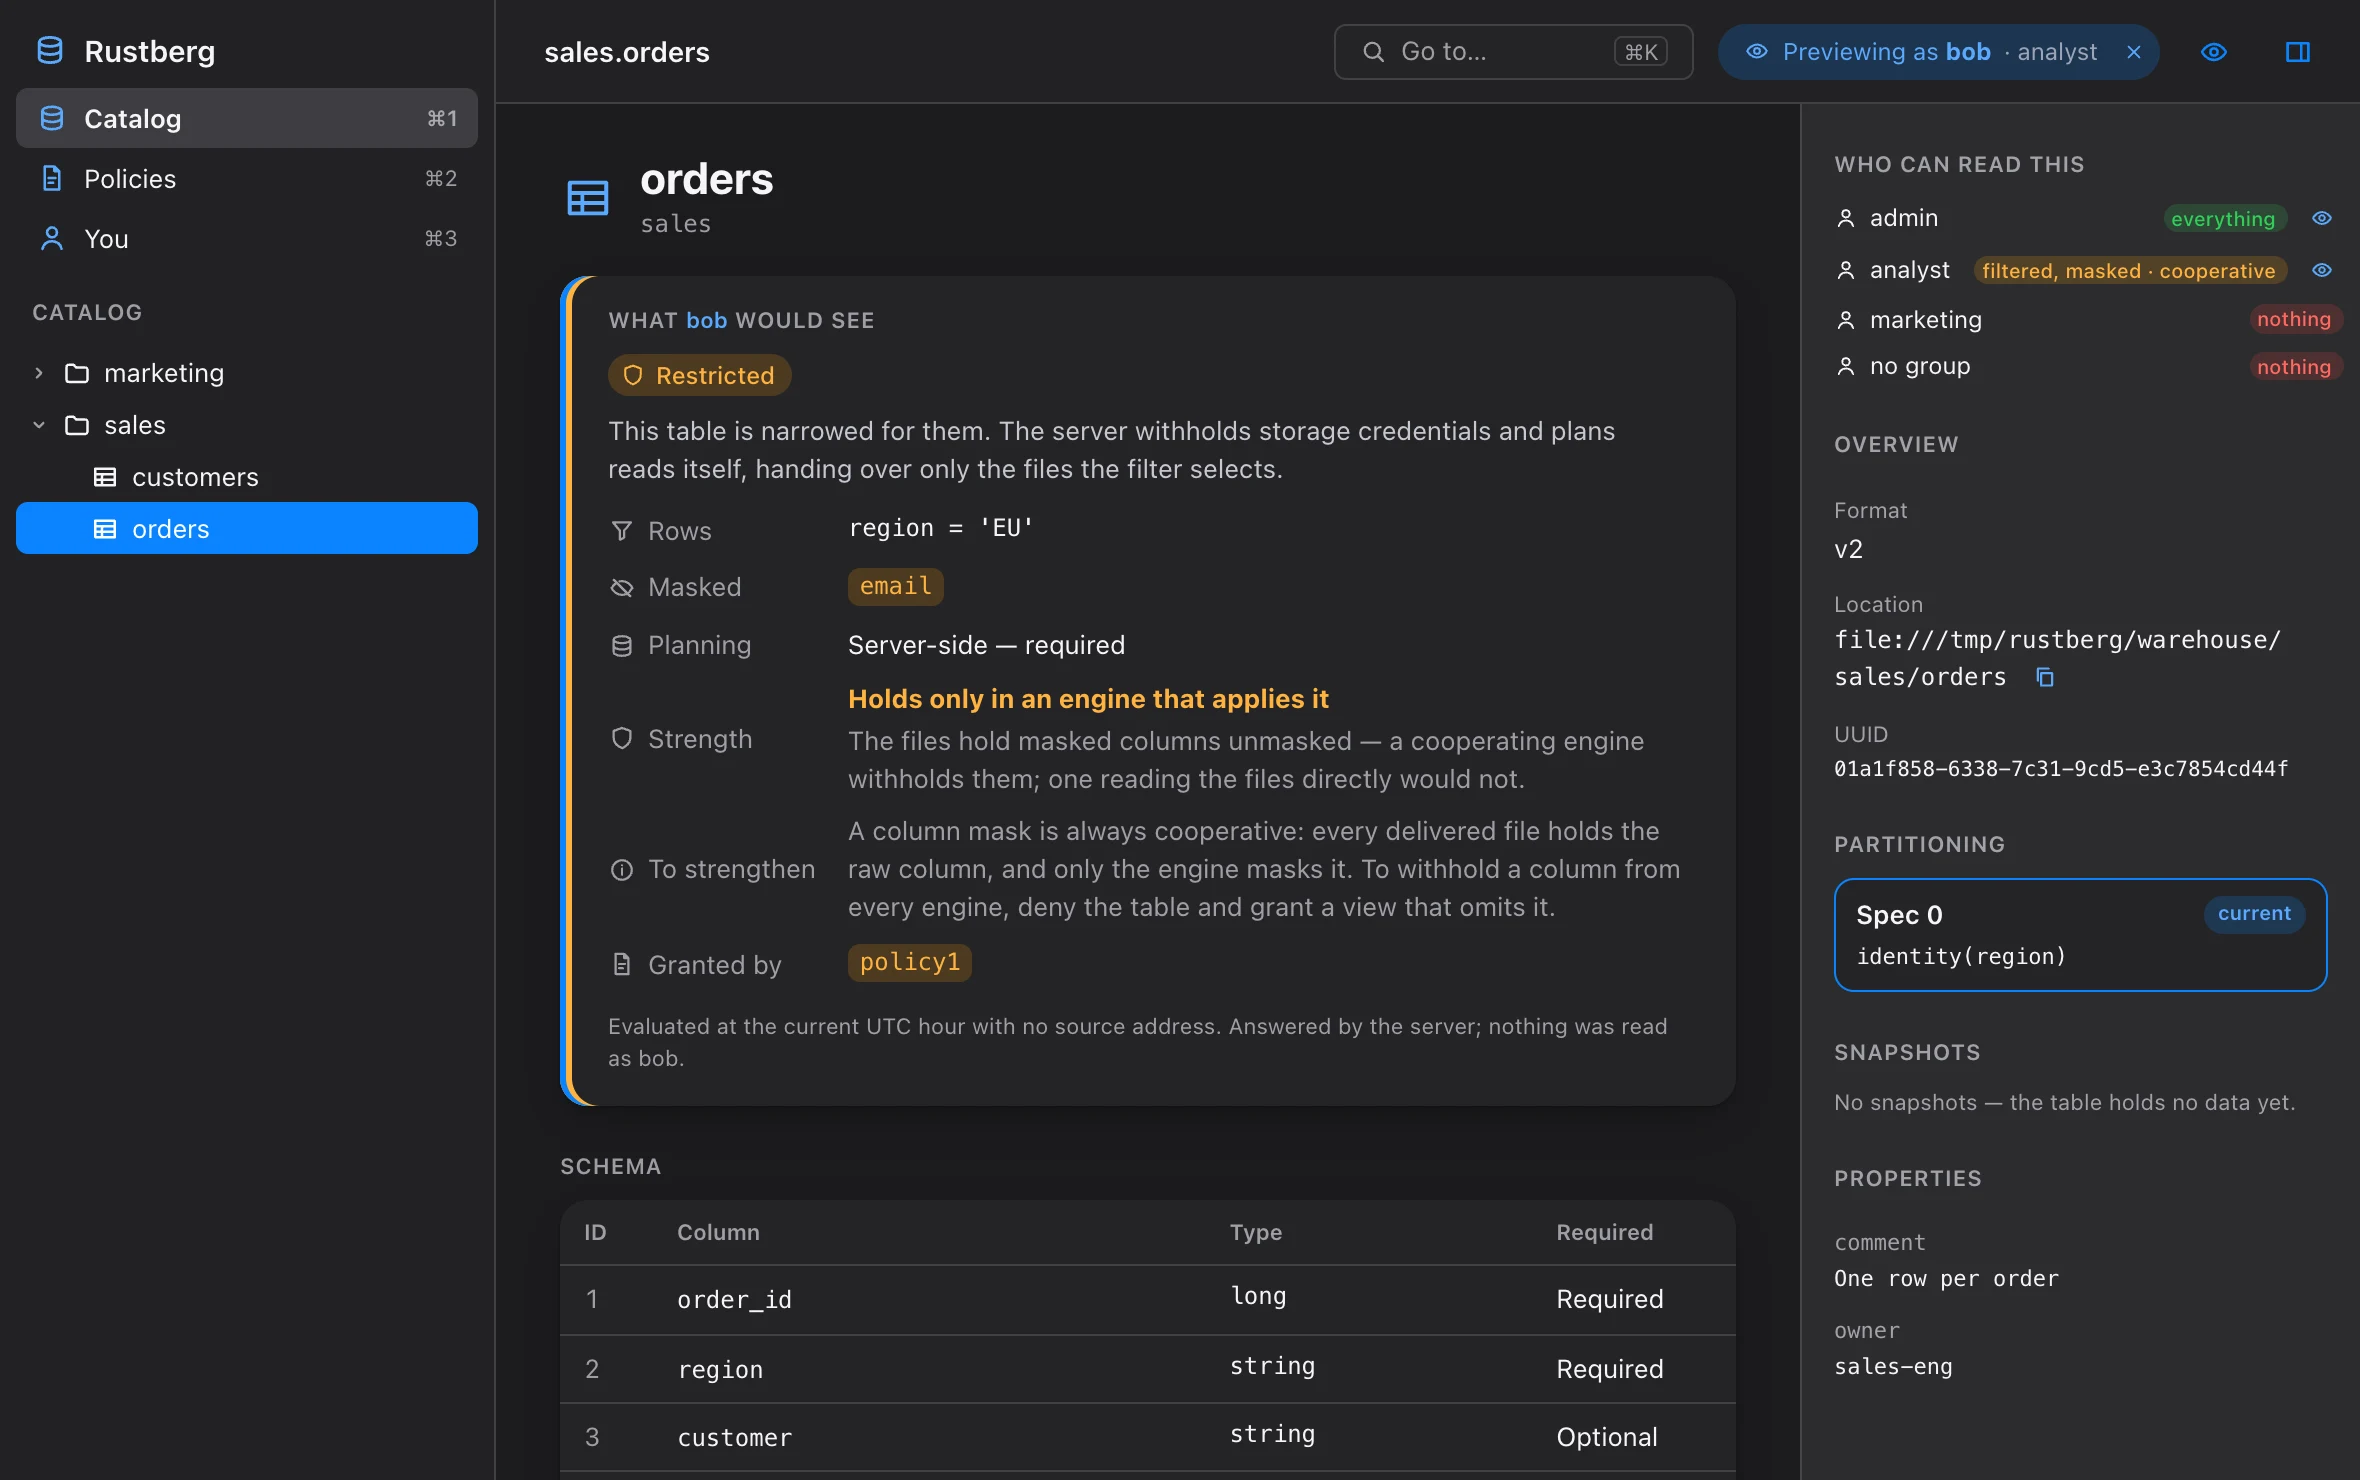 Rustberg
Catalog ⌘1
Policies ⌘2
You ⌘3
CATALOG
marketing
sales
customers
orders
sales.orders
Go to... ⌘K
Previewing as bob · analyst
orders
sales
WHAT bob WOULD SEE
Restricted
This table is narrowed for them. The server withholds storage credentials and plans
reads itself, handing over only the files the filter selects.
Rows region = 'EU'
Masked email
Planning Server-side — required
Strength
Holds only in an engine that applies it
The files hold masked columns unmasked — a cooperating engine
withholds them; one reading the files directly would not.
To strengthen
A column mask is always cooperative: every delivered file holds the
raw column, and only the engine masks it. To withhold a column from
every engine, deny the table and grant a view that omits it.
Granted by policy1
Evaluated at the current UTC hour with no source address. Answered by the server; nothing was read
as bob.
SCHEMA
ID Column Type Required
1 order_id long Required
2 region string Required
3 customer string Optional
WHO CAN READ THIS
admin everything
analyst filtered, masked · cooperative
marketing nothing
no group nothing
OVERVIEW
Format
v2
Location
file:///tmp/rustberg/warehouse/
sales/orders
UUID
01a1f858-6338-7c31-9cd5-e3c7854cd44f
PARTITIONING
Spec 0 current
identity(region)
SNAPSHOTS
No snapshots — the table holds no data yet.
PROPERTIES
comment
One row per order
owner
sales-eng